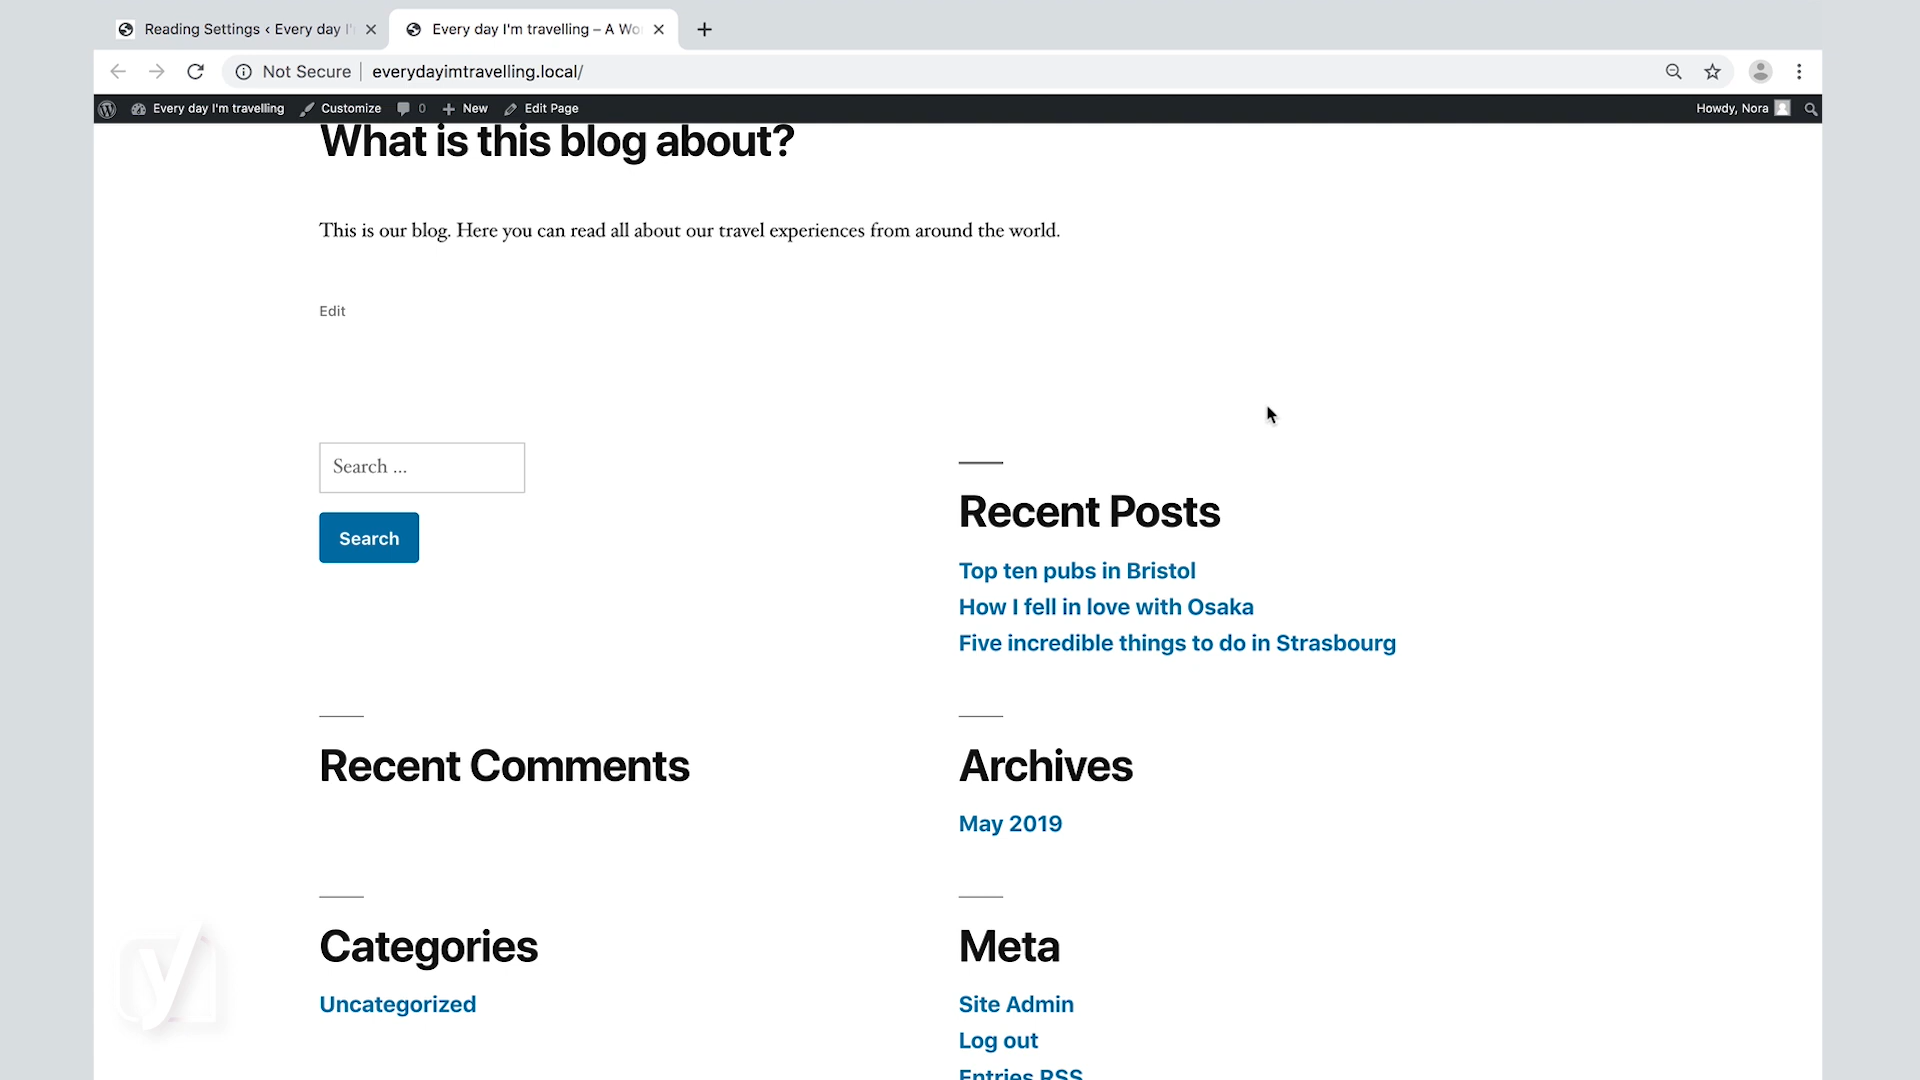 Reading Settings ‹ Every day I'
Every day I'm travelling – A Wo
Not Secure
everydayimtravelling.local/
Every day I'm travelling
Customize
0
New
Edit Page
Howdy, Nora
What is this blog about?
This is our blog. Here you can read all about our travel experiences from around the world.
Edit
Search ...
Search
Recent Posts
Top ten pubs in Bristol
How I fell in love with Osaka
Five incredible things to do in Strasbourg
Recent Comments
Archives
May 2019
Categories
Uncategorized
Meta
Site Admin
Log out
Entries RSS
y